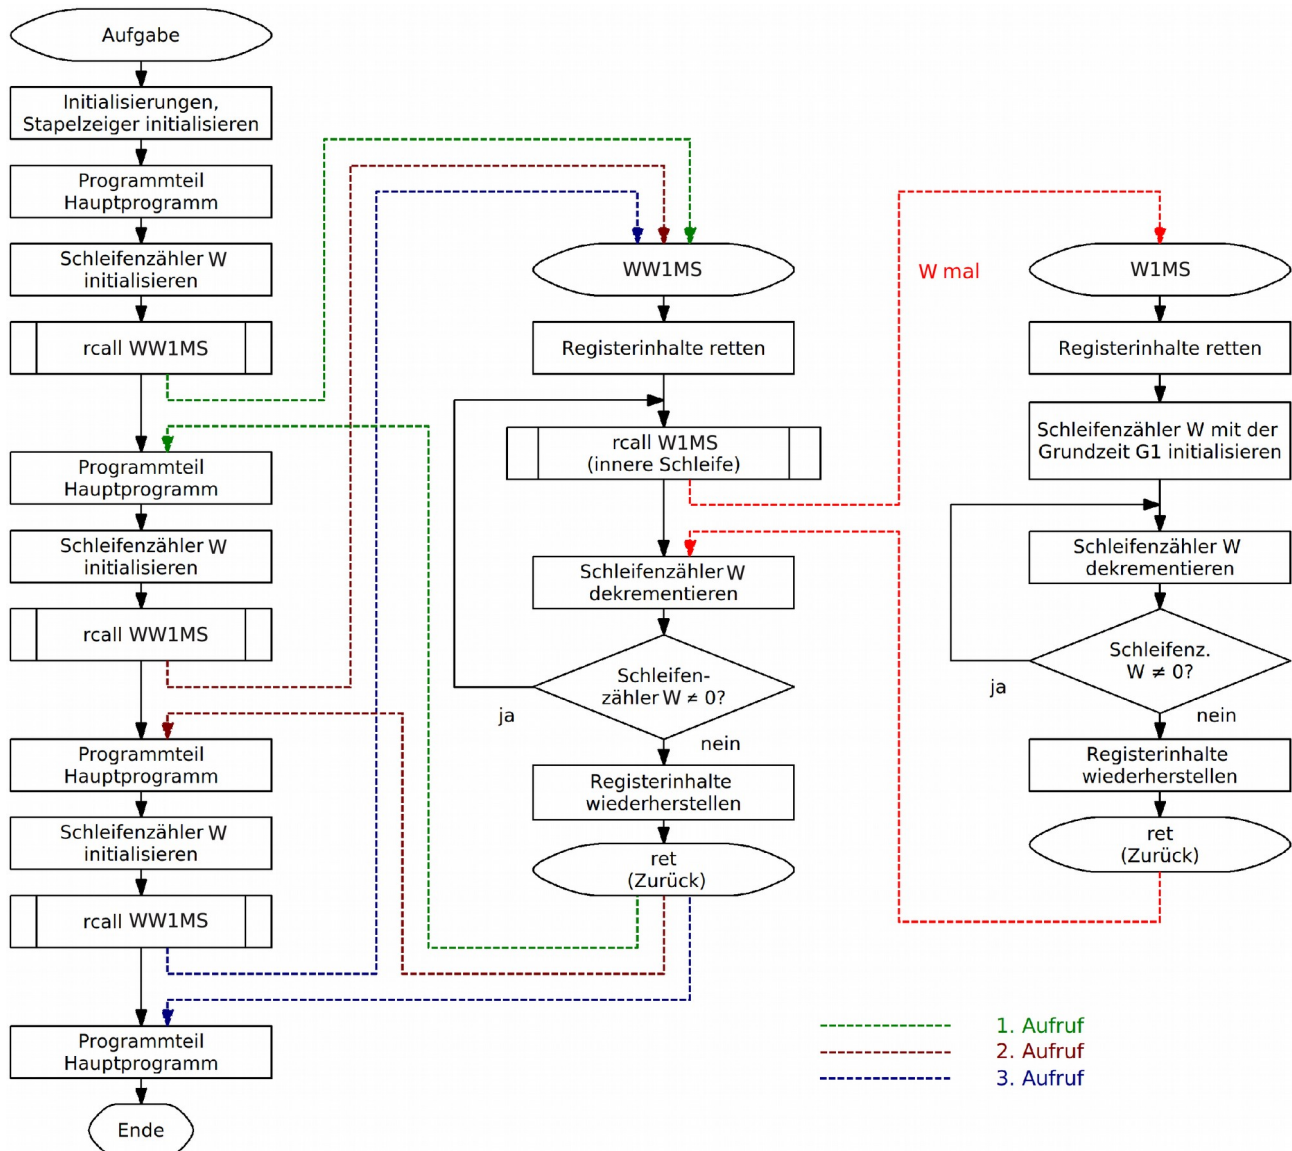 Aufgabe
Initialisierungen,
Stapelzeiger initialisieren
Programmteil
Hauptprogramm
Schleifenzähler W
initialisieren
rcall WW1MS
Programmteil
Hauptprogramm
Schleifenzähler W
initialisieren
rcall WW1MS
Programmteil
Hauptprogramm
Schleifenzähler W
initialisieren
rcall WW1MS
Programmteil
Hauptprogramm
Ende
WW1MS
Registerinhalte retten
rcall W1MS
(innere Schleife)
Schleifenzähler W
dekrementieren
Schleifen-
zähler W ≠ 0?
ja
nein
Registerinhalte
wiederherstellen
ret
(Zurück)
W mal
W1MS
Registerinhalte retten
Schleifenzähler W mit der
Grundzeit G1 initialisieren
Schleifenzähler W
dekrementieren
Schleifenz.
W ≠ 0?
ja
nein
Registerinhalte
wiederherstellen
ret
(Zurück)
1. Aufruf
2. Aufruf
3. Aufruf